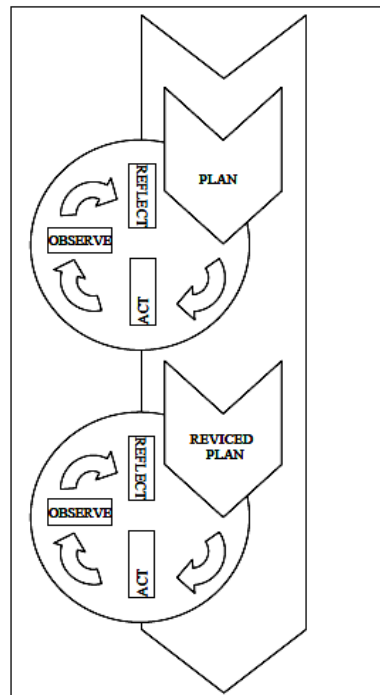 PLAN
REFLECT
OBSERVE
ACT
REVICED
PLAN
REFLECT
OBSERVE
ACT